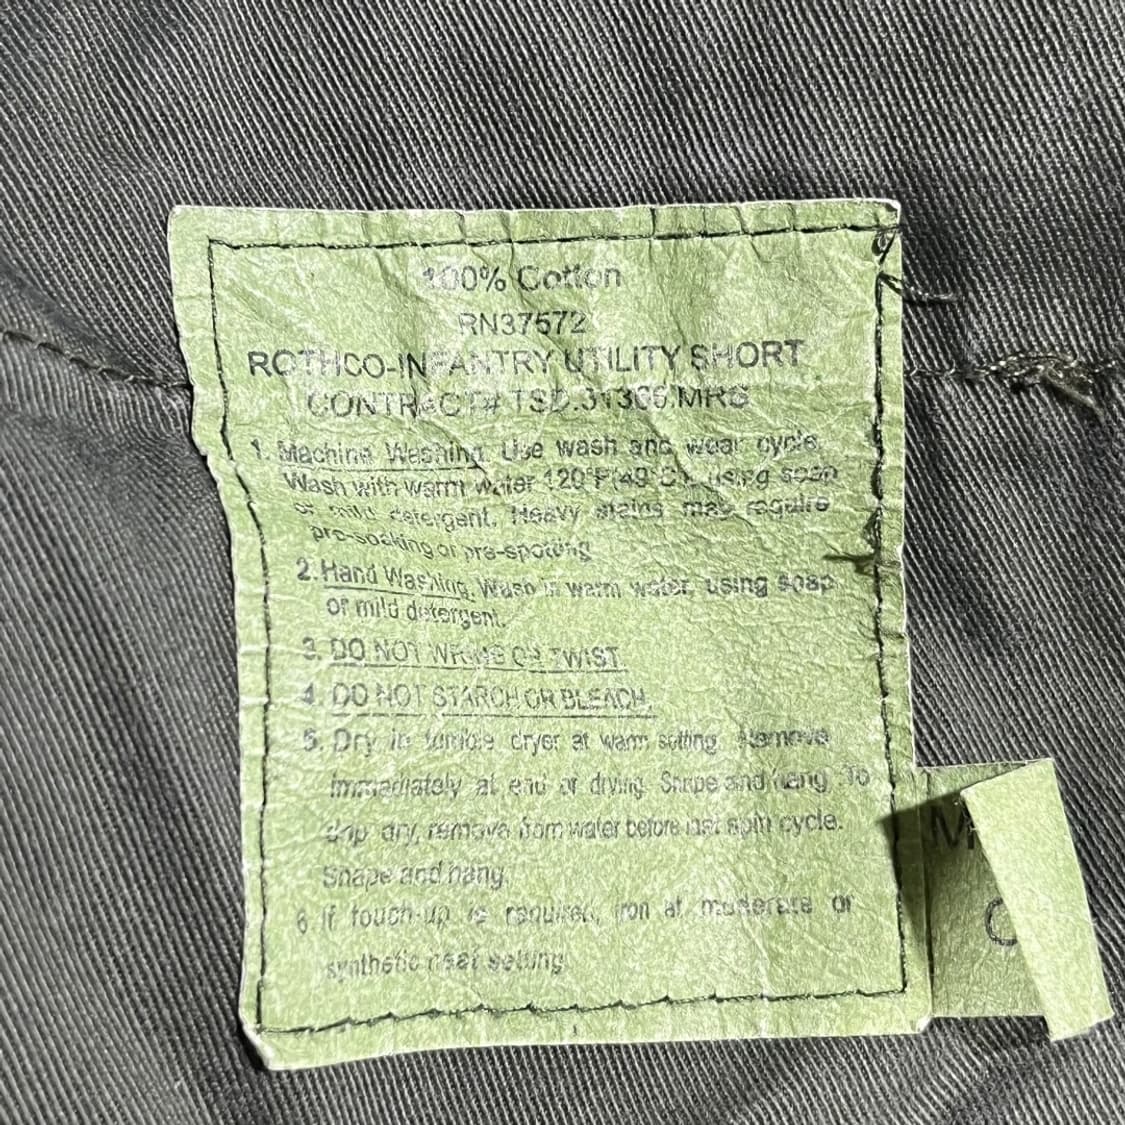 100% Cotton
RN37572
ROTHCO-INFANTRY UTILITY SHORT
CONTRACT# TSD.31306.MRG
1. Machine Washing. Use wash and wear cycle.
Wash with warm water 120°F(49°C), using soap
or mild detergent. Heavy stains may require
pre-soaking or pre-spotting
2. Hand Washing. Wash in warm water, using soap
or mild detergent.
3. DO NOT WRING OR TWIST.
4. DO NOT STARCH OR BLEACH.
5. Dry in tumble dryer at warm setting. Remove
immediately at end of drying. Shape and hang. To
drip dry, remove from water before last spin cycle.
Shape and hang.
6. If touch-up is required, iron at moderate or
synthetic heat setting
M